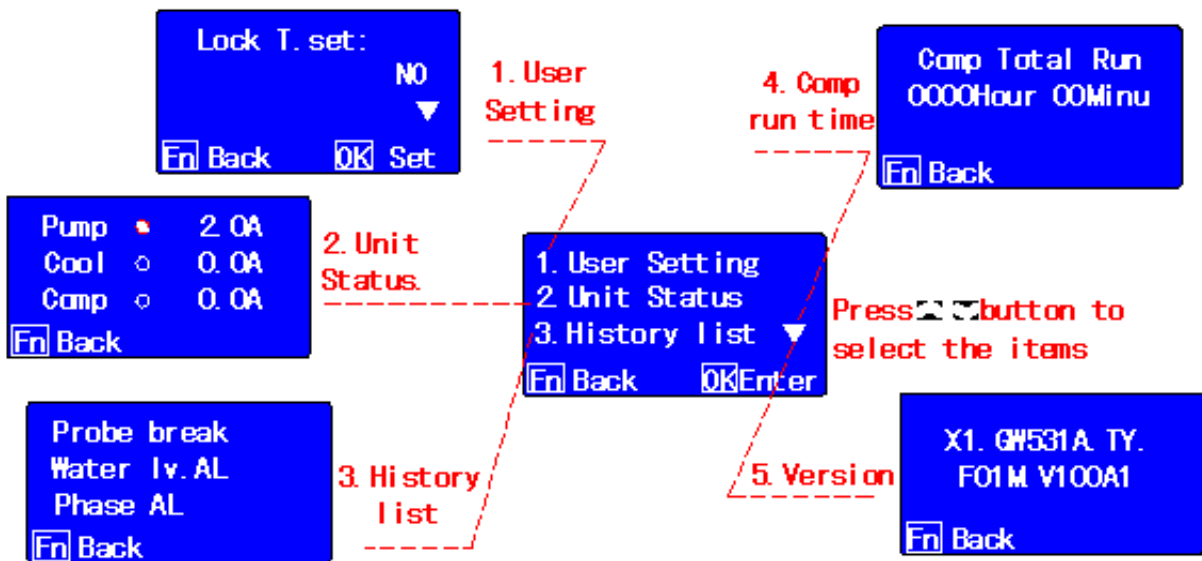 Lock T.set:
NO
▼
Fn Back OK Set
1.User
Setting
4.Comp
run time
Comp Total Run
0000Hour 00Minu
Fn Back
Pump 2.0A
Cool 0.0A
Comp 0.0A
Fn Back
2.Unit
Status.
1.User Setting
2.Unit Status
3.History list ▼
Fn Back OK Enter
Press button to
select the items
Probe break
Water lv.AL
Phase AL
Fn Back
3.History
list
5.Version
X1.GW531A.TY.
F01M.V100A1
Fn Back